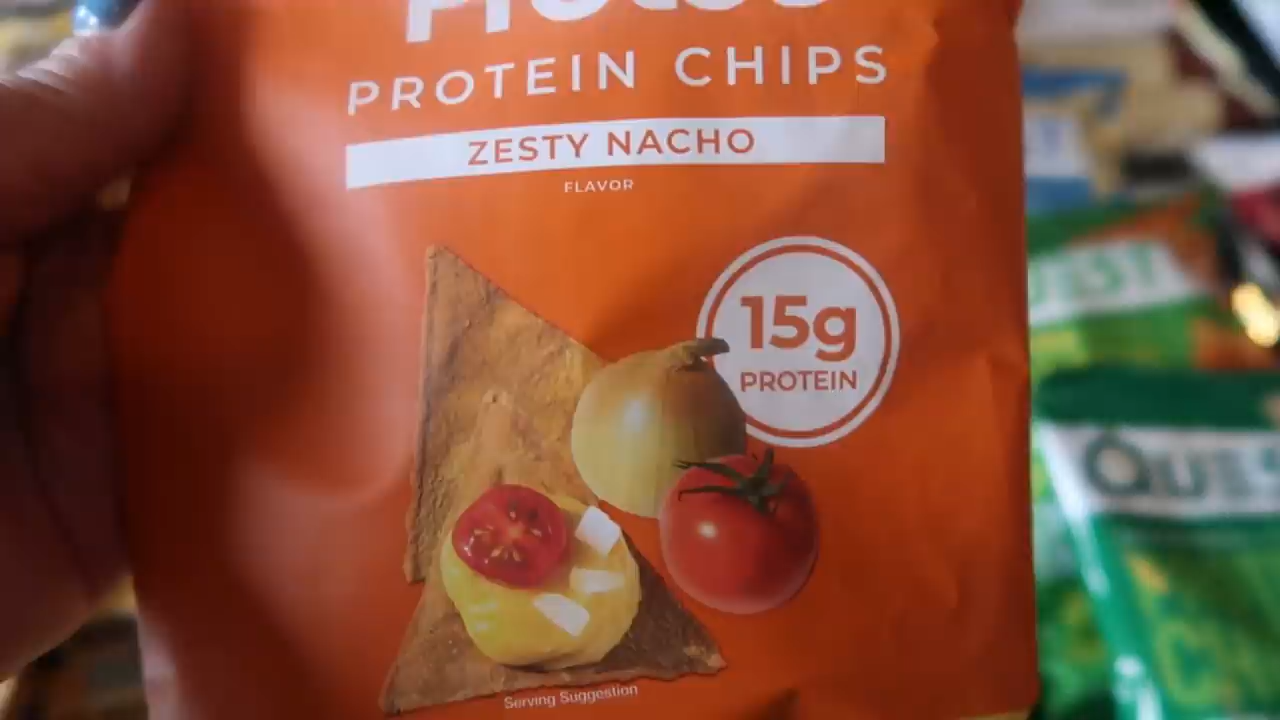 PROTEIN CHIPS
ZESTY NACHO
FLAVOR
15g
PROTEIN
Serving Suggestion